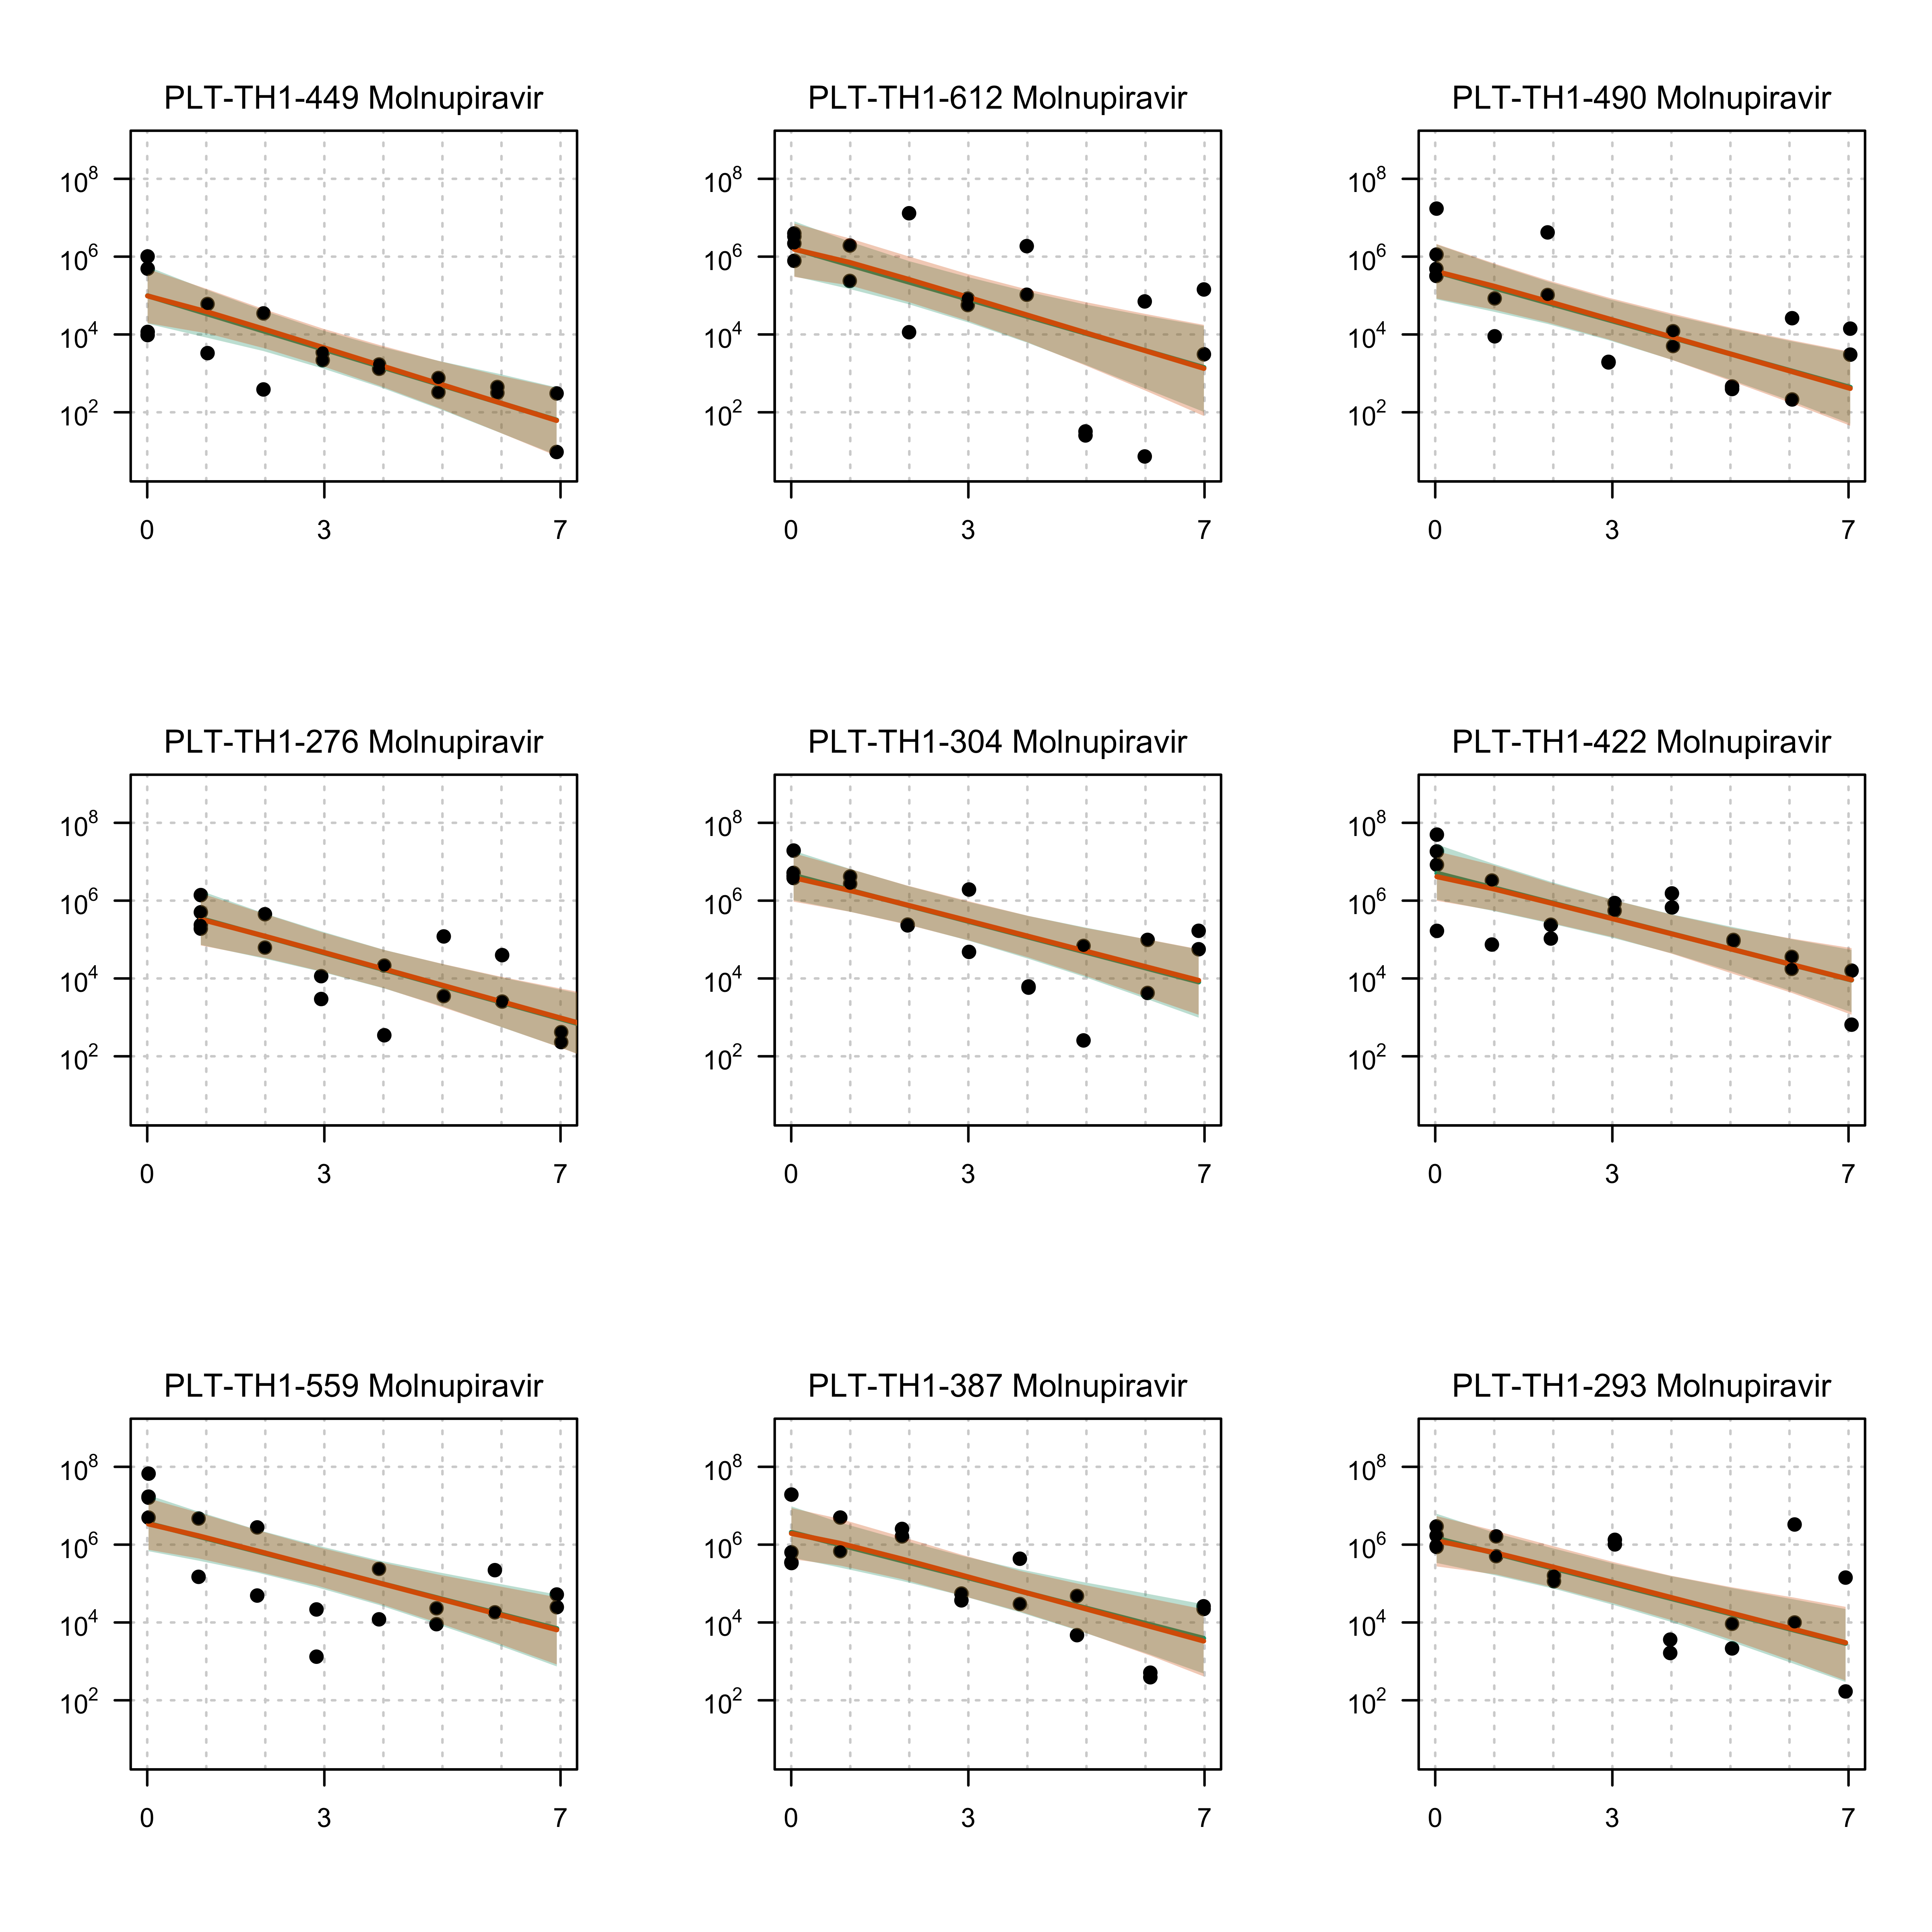 PLT-TH1-449 Molnupiravir
10^8
10^6
10^4
10^2
0 3 7
PLT-TH1-612 Molnupiravir
10^8
10^6
10^4
10^2
0 3 7
PLT-TH1-490 Molnupiravir
10^8
10^6
10^4
10^2
0 3 7
PLT-TH1-276 Molnupiravir
10^8
10^6
10^4
10^2
0 3 7
PLT-TH1-304 Molnupiravir
10^8
10^6
10^4
10^2
0 3 7
PLT-TH1-422 Molnupiravir
10^8
10^6
10^4
10^2
0 3 7
PLT-TH1-559 Molnupiravir
10^8
10^6
10^4
10^2
0 3 7
PLT-TH1-387 Molnupiravir
10^8
10^6
10^4
10^2
0 3 7
PLT-TH1-293 Molnupiravir
10^8
10^6
10^4
10^2
0 3 7